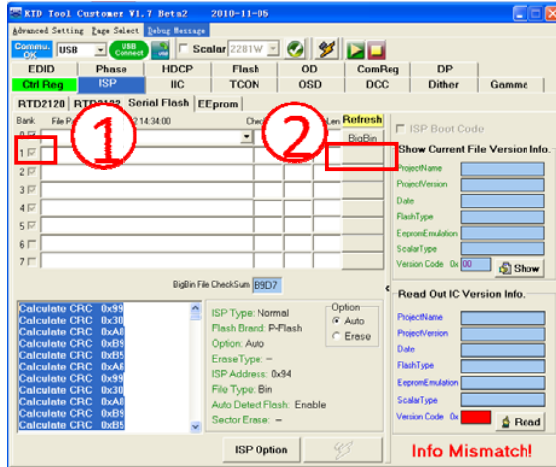 RTD Tool Customer V1.7 Beta2 2010-11-05
Advanced Setting Page Select Debug Message
Commu. OK USB USB Connect Scalar 2281W
EDID Phase HDCP Flash OD ComReg DP
Ctrl Reg ISP IIC TCON OSD DCC Dither Gamma
RTD2120 Serial Flash EEprom
Bank 14:34:00 Len Refresh
0 BigBin
1
2
3
4
5
6
7
1
2
BigBin File CheckSum B9D7
Calculate CRC 0x99
Calculate CRC 0x30
Calculate CRC 0xA8
Calculate CRC 0xB9
Calculate CRC 0xB5
Calculate CRC 0xA6
Calculate CRC 0x99
Calculate CRC 0x30
Calculate CRC 0xA8
Calculate CRC 0xB9
Calculate CRC 0xB5
ISP Type: Normal
Flash Brand: P-Flash
Option: Auto
EraseType: –
ISP Address: 0x94
File Type: Bin
Auto Detect Flash: Enable
Sector Erase: –
Option
Auto
Erase
ISP Option
ISP Boot Code
Show Current File Version Info.
ProjectName
ProjectVersion
Date
FlashType
EepromEmulation
ScalarType
Version Code 0x 00 Show
Read Out IC Version Info.
ProjectName
ProjectVersion
Date
FlashType
EepromEmulation
ScalarType
Version Code 0x Read
Info Mismatch!